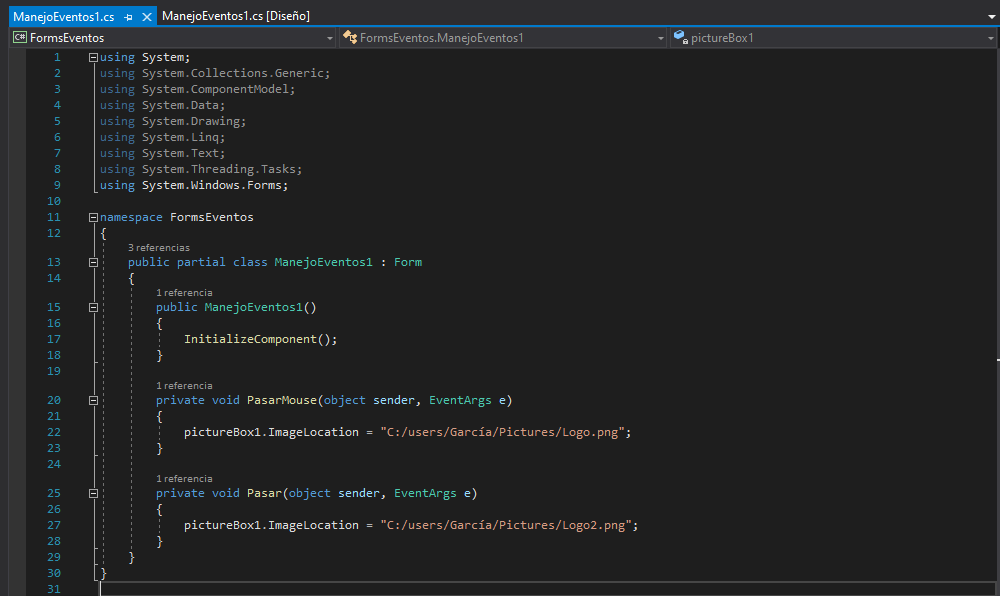 ManejoEventos1.cs ManejoEventos1.cs [Diseño]
C# FormsEventos FormsEventos.ManejoEventos1 pictureBox1
1 using System;
2 using System.Collections.Generic;
3 using System.ComponentModel;
4 using System.Data;
5 using System.Drawing;
6 using System.Linq;
7 using System.Text;
8 using System.Threading.Tasks;
9 using System.Windows.Forms;
10
11 namespace FormsEventos
12 {
3 referencias
13 public partial class ManejoEventos1 : Form
14 {
1 referencia
15 public ManejoEventos1()
16 {
17 InitializeComponent();
18 }
19
1 referencia
20 private void PasarMouse(object sender, EventArgs e)
21 {
22 pictureBox1.ImageLocation = "C:/users/García/Pictures/Logo.png";
23 }
24
1 referencia
25 private void Pasar(object sender, EventArgs e)
26 {
27 pictureBox1.ImageLocation = "C:/users/García/Pictures/Logo2.png";
28 }
29 }
30 }
31